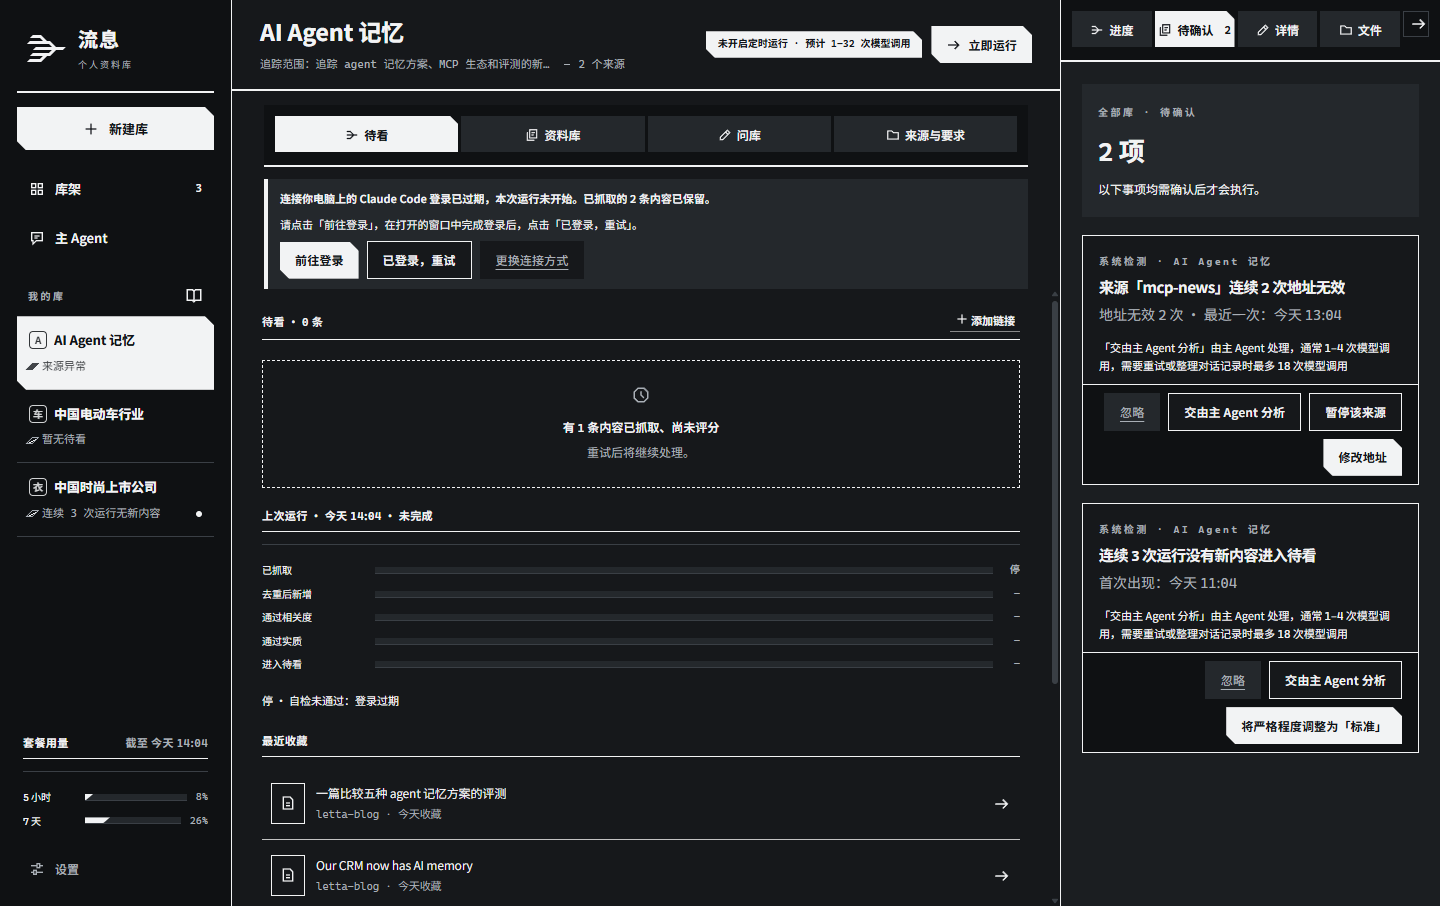 流息
个人资料库
新建库
库架 3
主 Agent
我的库
A AI Agent 记忆
来源异常
车 中国电动车行业
暂无待看
衣 中国时尚上市公司
连续 3 次运行无新内容
套餐用量 截至 今天 14:04
5 小时 8%
7 天 26%
设置
AI Agent 记忆
追踪范围：追踪 agent 记忆方案、MCP 生态和评测的新… — 2 个来源
未开启定时运行 · 预计 1–32 次模型调用
立即运行
待看
资料库
问库
来源与要求
连接你电脑上的 Claude Code 登录已过期，本次运行未开始。已抓取的 2 条内容已保留。
请点击「前往登录」，在打开的窗口中完成登录后，点击「已登录，重试」。
前往登录
已登录，重试
更换连接方式
待看 · 0 条
添加链接
有 1 条内容已抓取、尚未评分
重试后将继续处理。
上次运行 · 今天 14:04 · 未完成
已抓取 停
去重后新增 —
通过相关度 —
通过实质 —
进入待看 —
停 · 自检未通过：登录过期
最近收藏
一篇比较五种 agent 记忆方案的评测
letta-blog · 今天收藏
Our CRM now has AI memory
letta-blog · 今天收藏
进度
待确认 2
详情
文件
全部库 · 待确认
2 项
以下事项均需确认后才会执行。
系统检测 · AI Agent 记忆
来源「mcp-news」连续 2 次地址无效
地址无效 2 次 · 最近一次：今天 13:04
「交由主 Agent 分析」由主 Agent 处理，通常 1–4 次模型调
用，需要重试或整理对话记录时最多 18 次模型调用
忽略
交由主 Agent 分析
暂停该来源
修改地址
系统检测 · AI Agent 记忆
连续 3 次运行没有新内容进入待看
首次出现：今天 11:04
「交由主 Agent 分析」由主 Agent 处理，通常 1–4 次模型调
用，需要重试或整理对话记录时最多 18 次模型调用
忽略
交由主 Agent 分析
将严格程度调整为「标准」